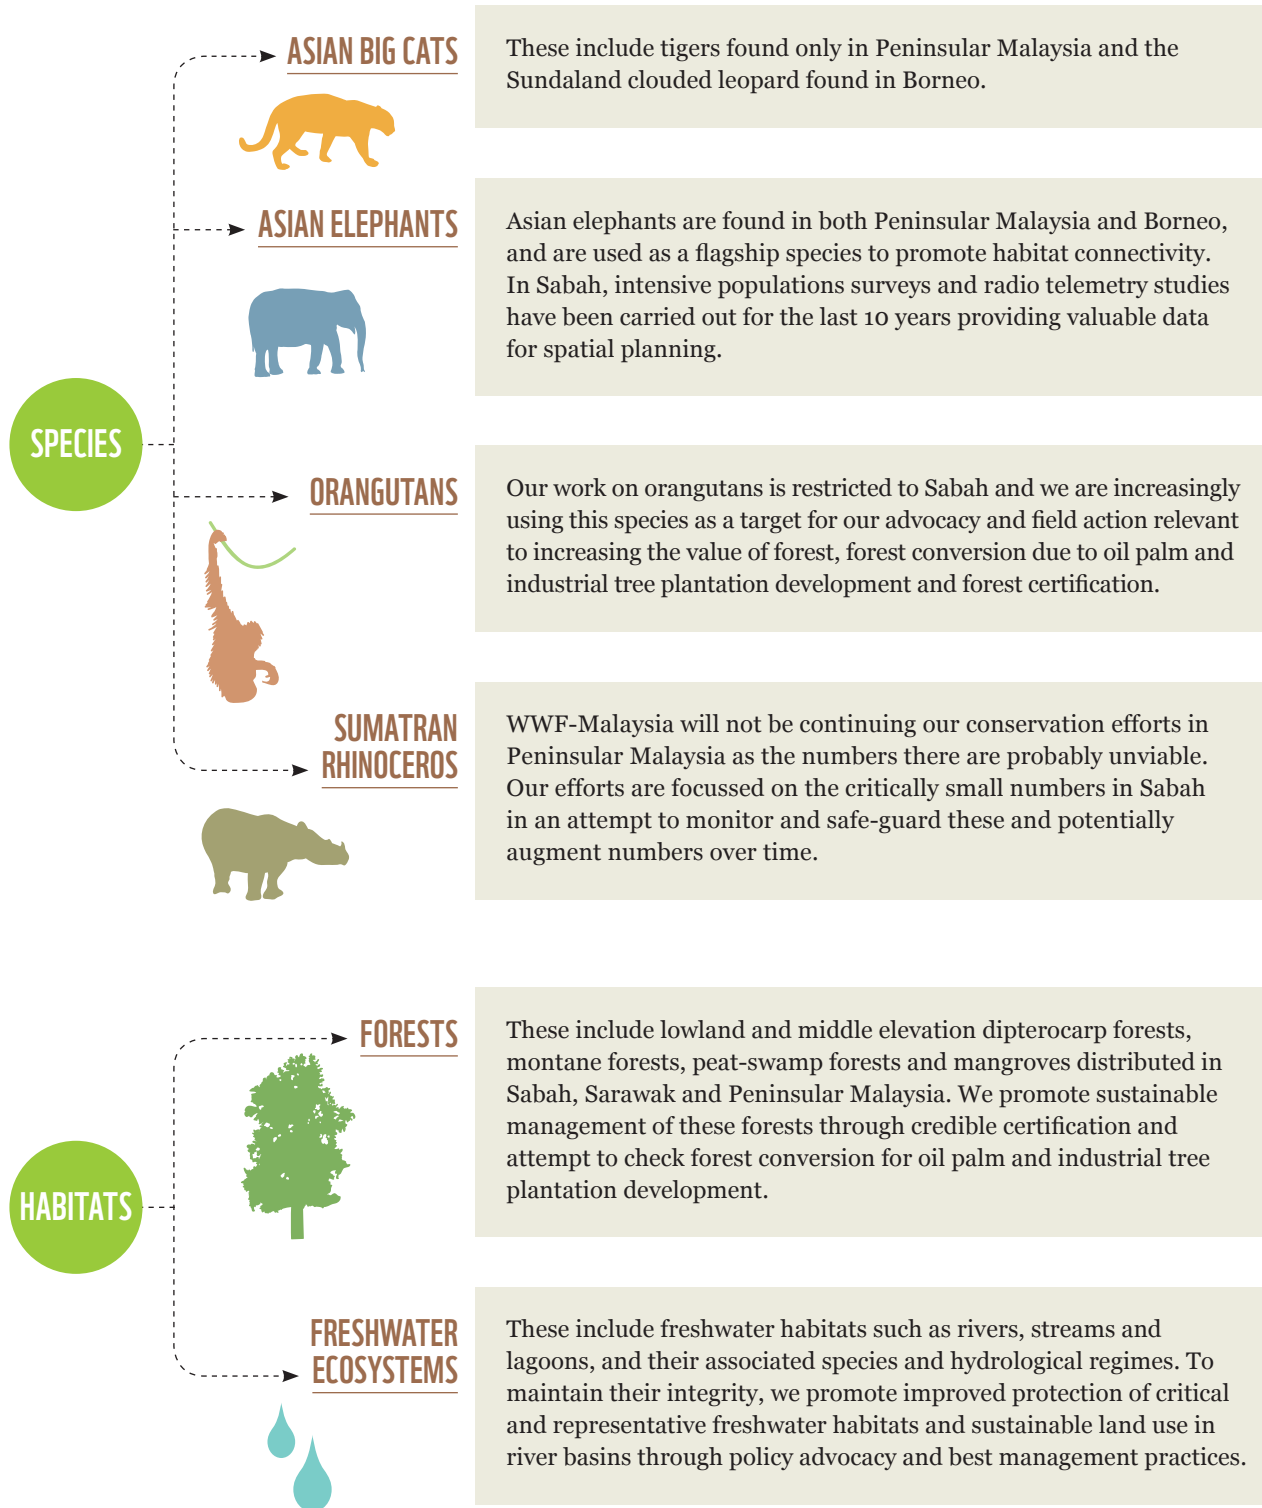 ASIAN BIG CATS
These include tigers found only in Peninsular Malaysia and the
Sundaland clouded leopard found in Borneo.
ASIAN ELEPHANTS
Asian elephants are found in both Peninsular Malaysia and Borneo,
and are used as a flagship species to promote habitat connectivity.
In Sabah, intensive populations surveys and radio telemetry studies
have been carried out for the last 10 years providing valuable data
for spatial planning.
SPECIES
ORANGUTANS
Our work on orangutans is restricted to Sabah and we are increasingly
using this species as a target for our advocacy and field action relevant
to increasing the value of forest, forest conversion due to oil palm and
industrial tree plantation development and forest certification.
SUMATRAN
RHINOCEROS
WWF-Malaysia will not be continuing our conservation efforts in
Peninsular Malaysia as the numbers there are probably unviable.
Our efforts are focussed on the critically small numbers in Sabah
in an attempt to monitor and safe-guard these and potentially
augment numbers over time.
FORESTS
These include lowland and middle elevation dipterocarp forests,
montane forests, peat-swamp forests and mangroves distributed in
Sabah, Sarawak and Peninsular Malaysia. We promote sustainable
management of these forests through credible certification and
attempt to check forest conversion for oil palm and industrial tree
plantation development.
HABITATS
FRESHWATER
ECOSYSTEMS
These include freshwater habitats such as rivers, streams and
lagoons, and their associated species and hydrological regimes. To
maintain their integrity, we promote improved protection of critical
and representative freshwater habitats and sustainable land use in
river basins through policy advocacy and best management practices.